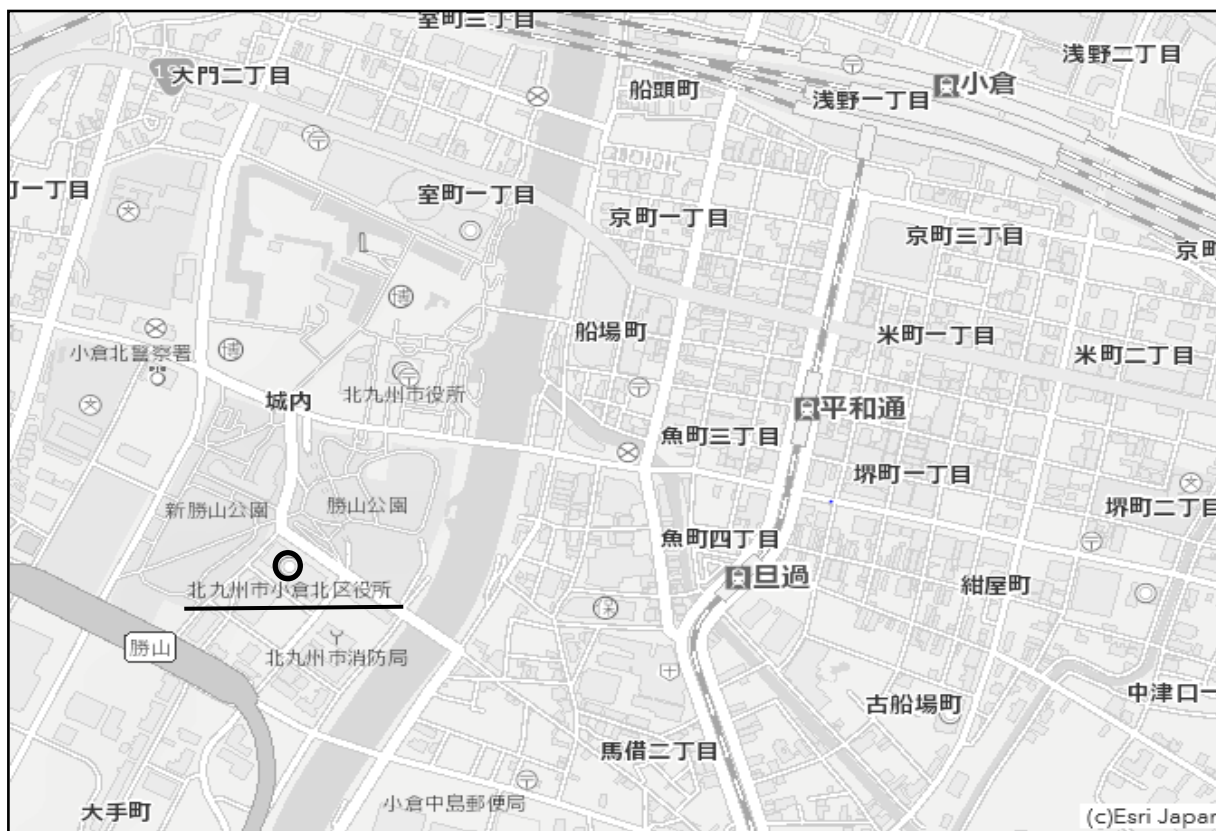 室町三丁目
浅野二丁目
大門二丁目
船頭町
小倉
浅野一丁目
町一丁目
室町一丁目
京町一丁目
京町三丁目
京町
船場町
米町一丁目
米町二丁目
小倉北警察署
城内
北九州市役所
平和通
魚町三丁目
堺町一丁目
新勝山公園
勝山公園
堺町二丁目
魚町四丁目
旦過
北九州市小倉北区役所
紺屋町
勝山
北九州市消防局
古船場町
中津口一
馬借二丁目
大手町
小倉中島郵便局
(c)Esri Japan